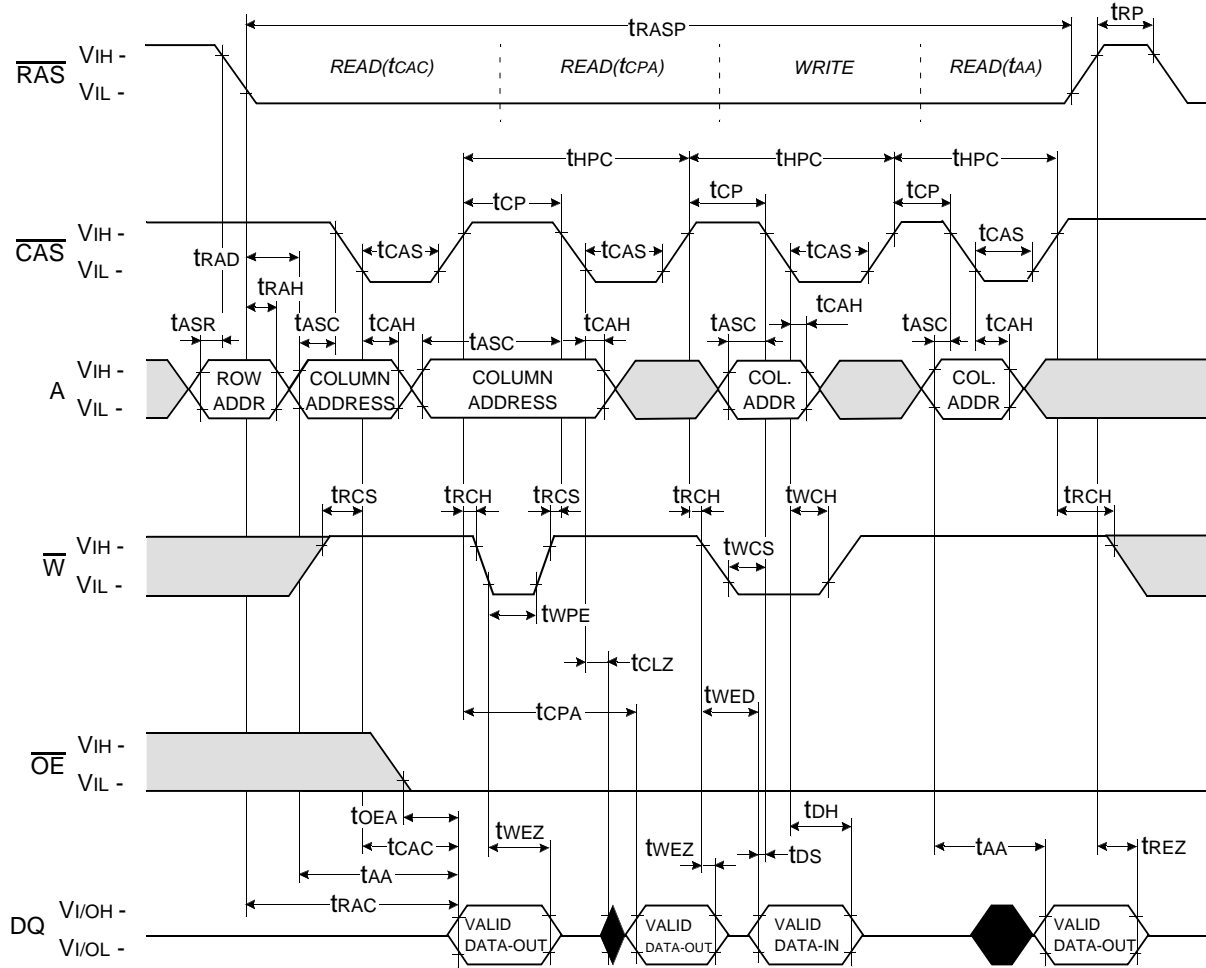 tRASP
tRP
RAS
VIH -
VIL -
READ(tCAC)
READ(tCPA)
WRITE
READ(tAA)
tHPC
tHPC
tHPC
tCP
tCP
tCP
CAS
VIH -
VIL -
tCAS
tCAS
tCAS
tCAS
tRAD
tRAH
tASR
tASC
tCAH
tASC
tCAH
tASC
tCAH
tASC
tCAH
A
VIH -
VIL -
ROW
ADDR
COLUMN
ADDRESS
COLUMN
ADDRESS
COL.
ADDR
COL.
ADDR
tRCS
tRCH
tRCS
tRCH
tWCH
tRCH
W
VIH -
VIL -
tWCS
tWPE
tCLZ
tCPA
tWED
OE
VIH -
VIL -
tOEA
tCAC
tAA
tRAC
tWEZ
tWEZ
tDH
tDS
tAA
tREZ
DQ
VI/OH -
VI/OL -
VALID
DATA-OUT
VALID
DATA-OUT
VALID
DATA-IN
VALID
DATA-OUT